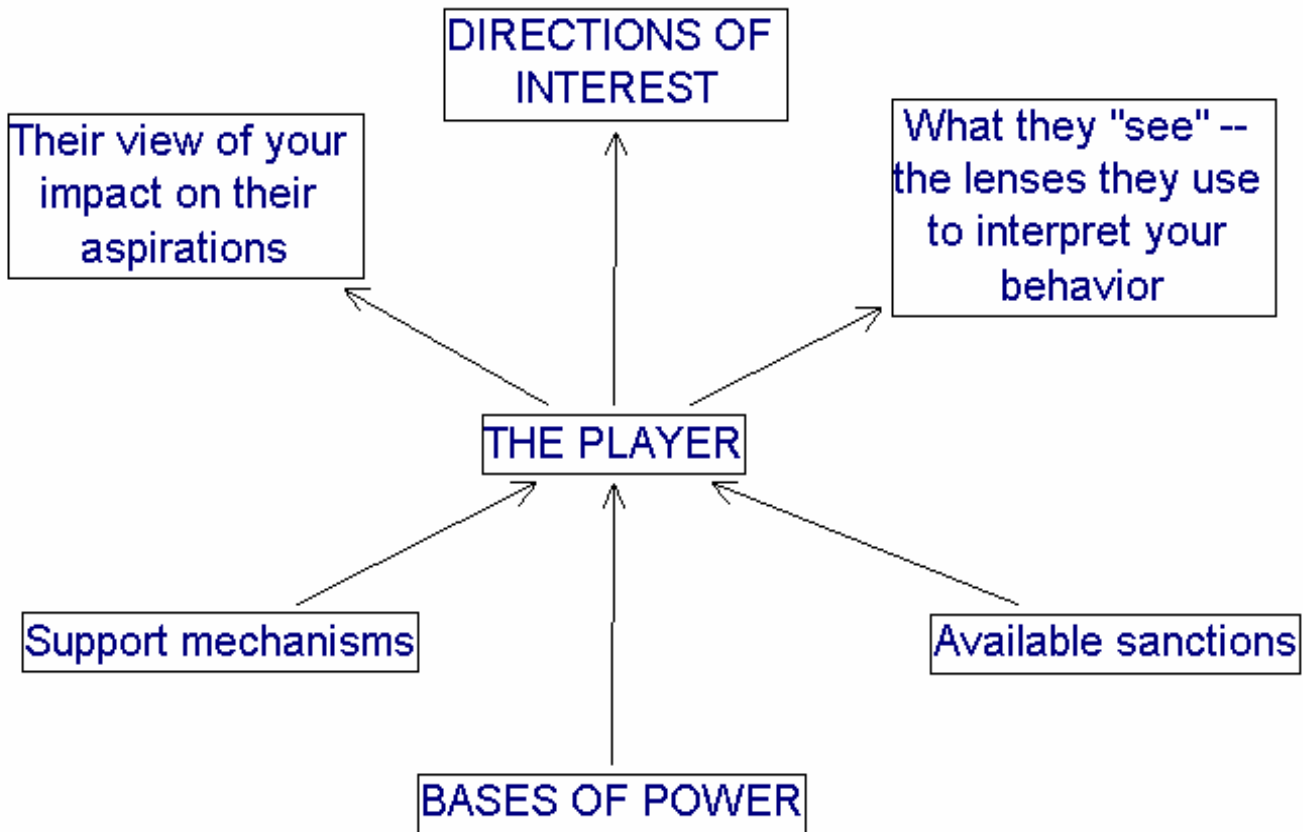 DIRECTIONS OF
INTEREST
Their view of your
impact on their
aspirations
What they "see" --
the lenses they use
to interpret your
behavior
THE PLAYER
Support mechanisms
Available sanctions
BASES OF POWER